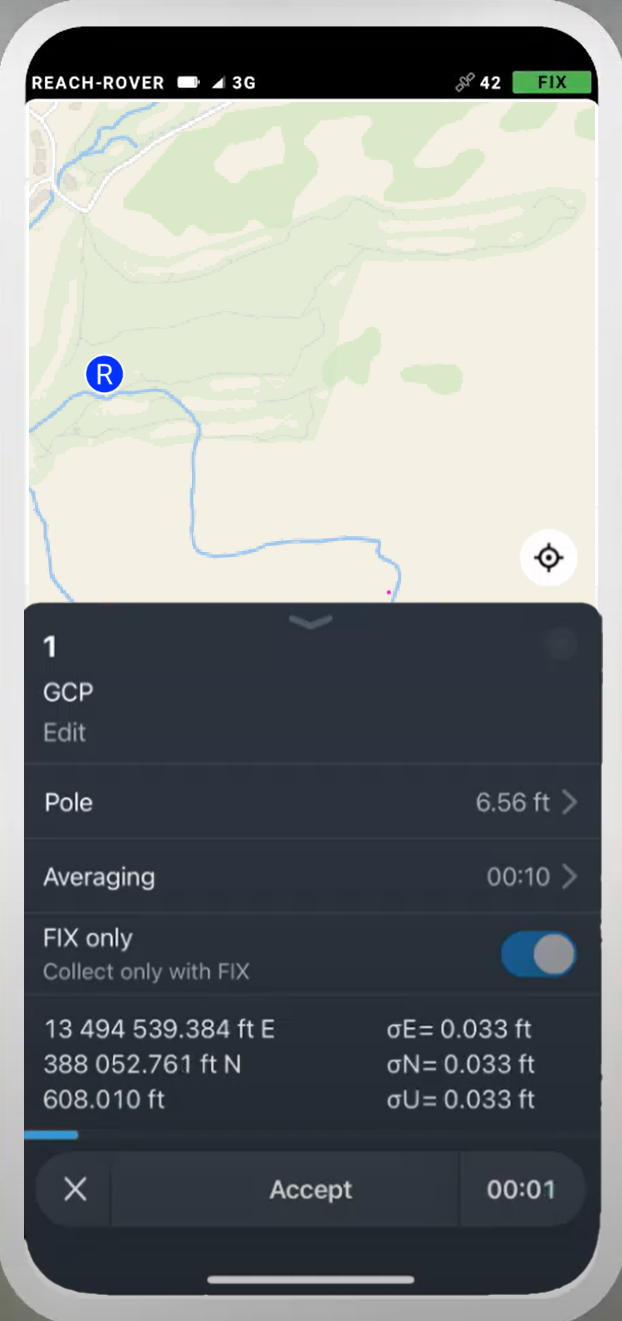 REACH-ROVER 3G 42 FIX
R
1
GCP
Edit
Pole 6.56 ft
Averaging 00:10
FIX only
Collect only with FIX
13 494 539.384 ft E σE= 0.033 ft
388 052.761 ft N σN= 0.033 ft
608.010 ft σU= 0.033 ft
Accept 00:01